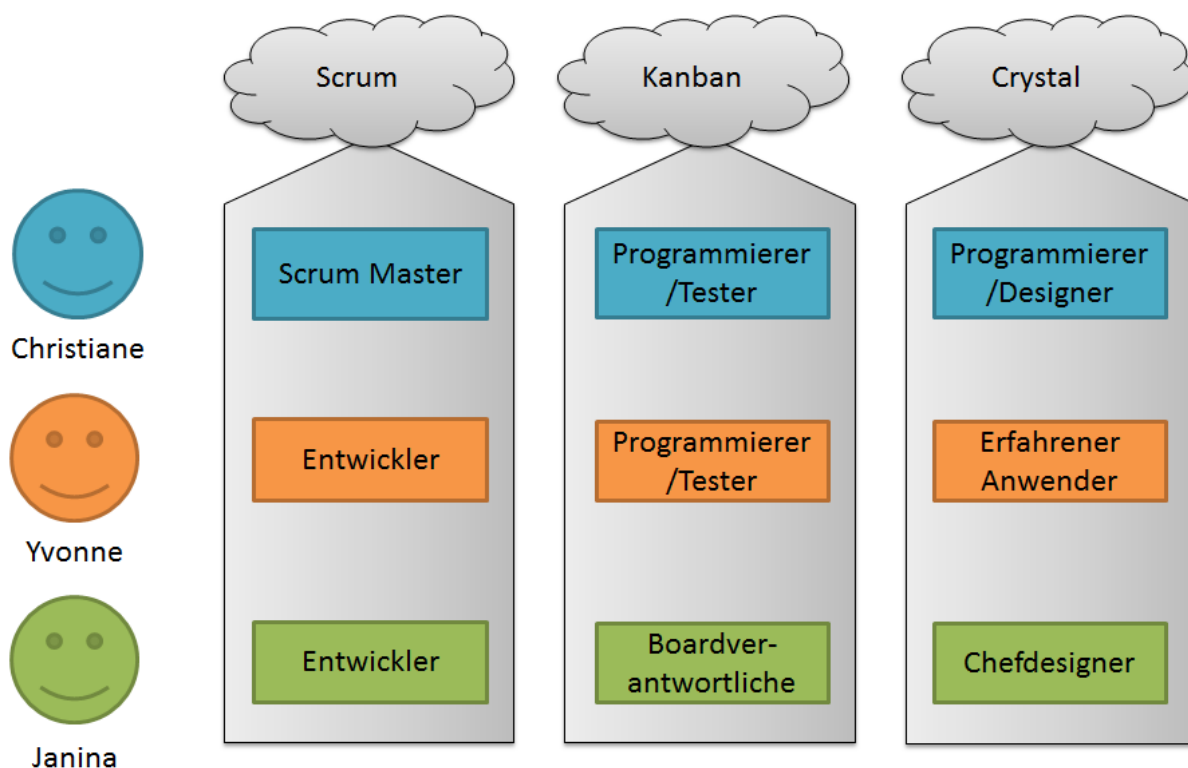 Scrum
Kanban
Crystal
Christiane
Scrum Master
Programmierer
/Tester
Programmierer
/Designer
Yvonne
Entwickler
Programmierer
/Tester
Erfahrener
Anwender
Janina
Entwickler
Boardver-
antwortliche
Chefdesigner